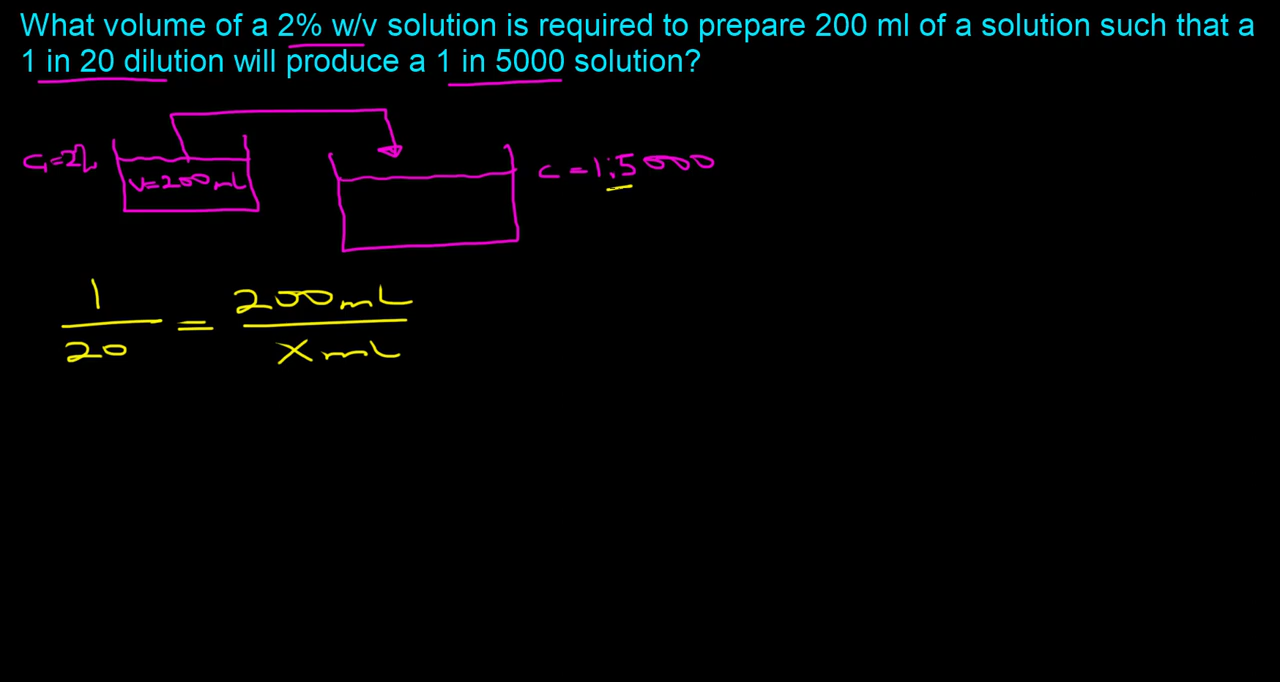 What volume of a 2% w/v solution is required to prepare 200 ml of a solution such that a
1 in 20 dilution will produce a 1 in 5000 solution?
C₁=2%
V=200mL
C=1:5000
1/20 = 200mL/XmL